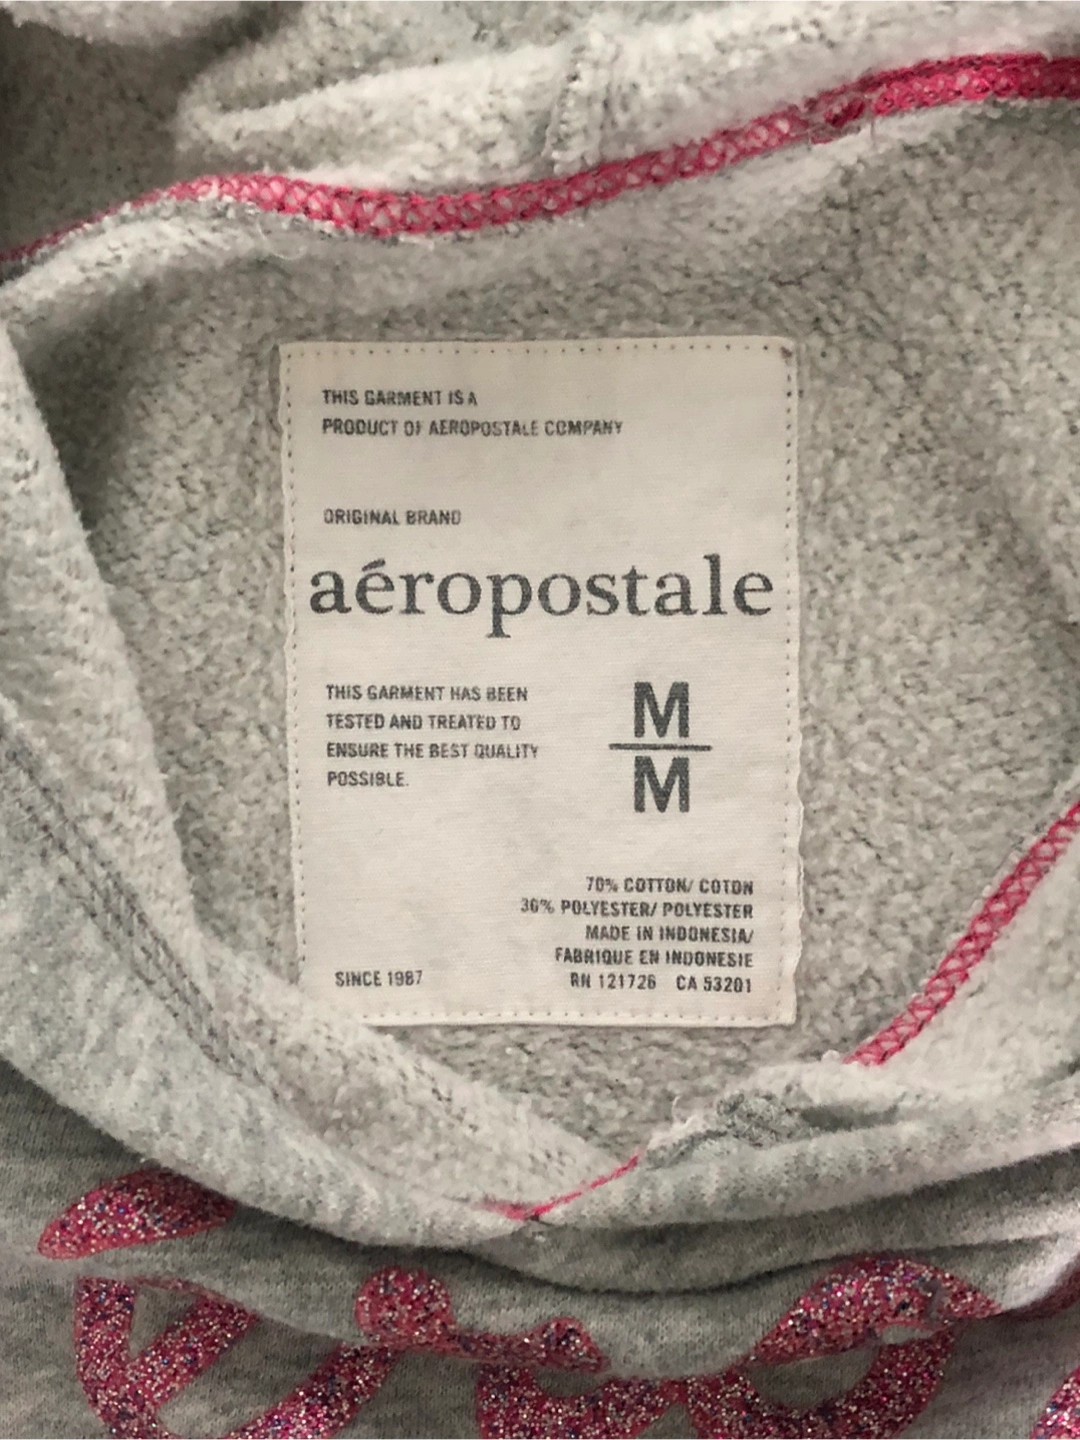 THIS GARMENT IS A
PRODUCT OF AEROPOSTALE COMPANY
ORIGINAL BRAND
aéropostale
THIS GARMENT HAS BEEN
TESTED AND TREATED TO
ENSURE THE BEST QUALITY
POSSIBLE.
M
M
70% COTTON/ COTON
30% POLYESTER/ POLYESTER
MADE IN INDONESIA/
FABRIQUE EN INDONESIE
RN 121726 CA 53201
SINCE 1987